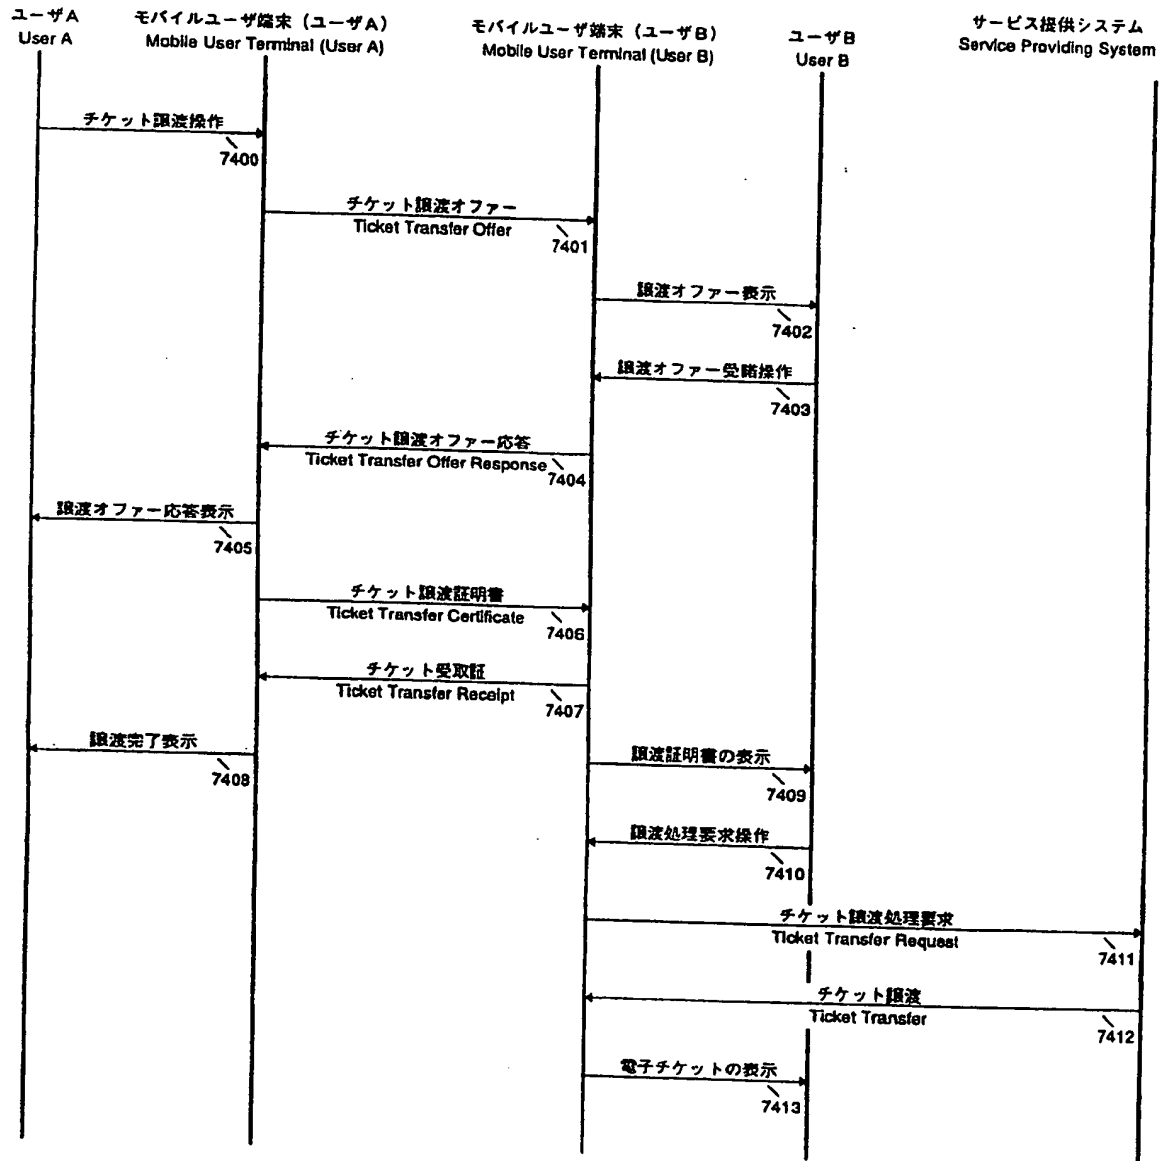 ユーザA
User A
モバイルユーザ端末（ユーザA）
Mobile User Terminal (User A)
モバイルユーザ端末（ユーザB）
Mobile User Terminal (User B)
ユーザB
User B
サービス提供システム
Service Providing System
チケット譲渡操作
7400
チケット譲渡オファー
Ticket Transfer Offer
7401
譲渡オファー表示
7402
譲渡オファー受諾操作
7403
チケット譲渡オファー応答
Ticket Transfer Offer Response
7404
譲渡オファー応答表示
7405
チケット譲渡証明書
Ticket Transfer Certificate
7406
チケット受取証
Ticket Transfer Receipt
7407
譲渡完了表示
7408
譲渡証明書の表示
7409
譲渡処理要求操作
7410
チケット譲渡処理要求
Ticket Transfer Request
7411
チケット譲渡
Ticket Transfer
7412
電子チケットの表示
7413